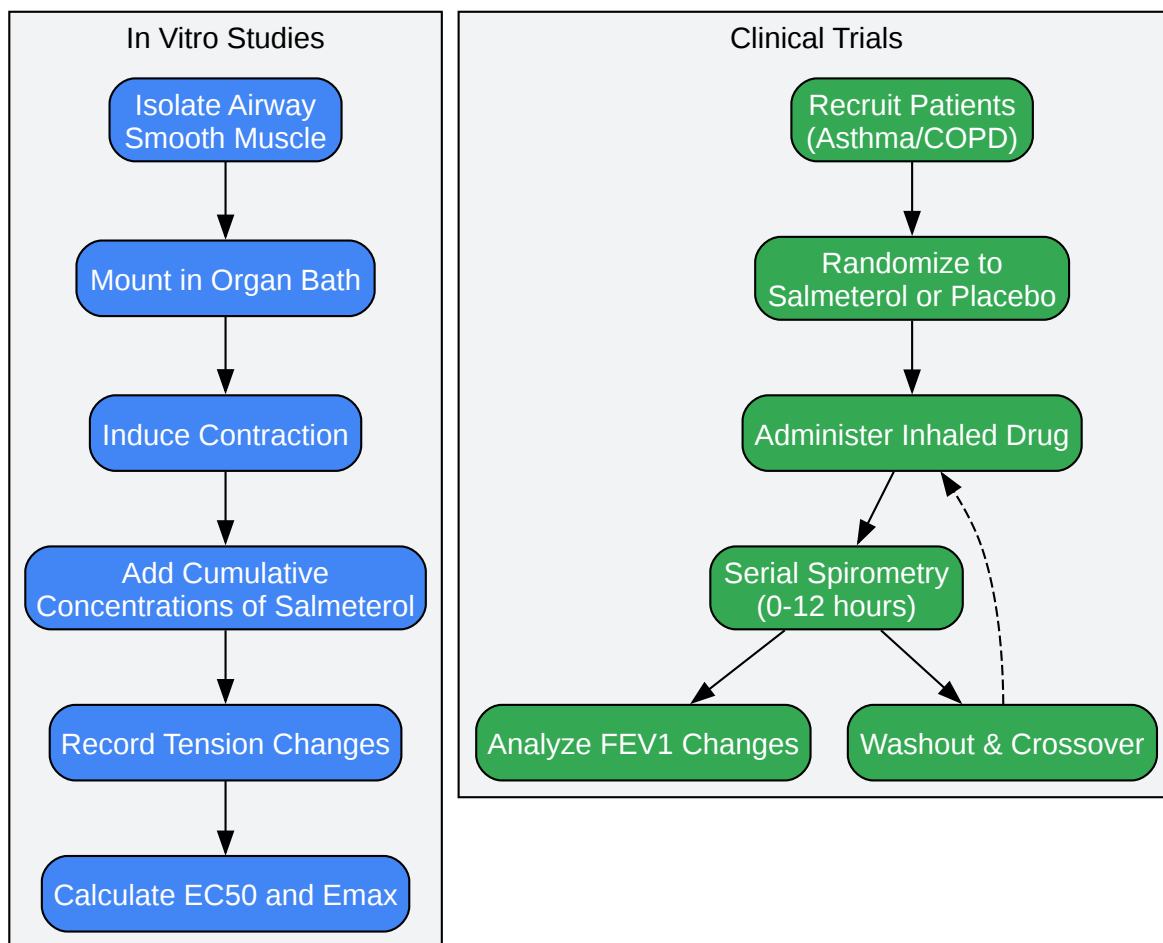 In Vitro Studies
Isolate Airway
Smooth Muscle
Mount in Organ Bath
Induce Contraction
Add Cumulative
Concentrations of Salmeterol
Record Tension Changes
Calculate EC50 and Emax
Clinical Trials
Recruit Patients
(Asthma/COPD)
Randomize to
Salmeterol or Placebo
Administer Inhaled Drug
Serial Spirometry
(0-12 hours)
Analyze FEV1 Changes
Washout & Crossover